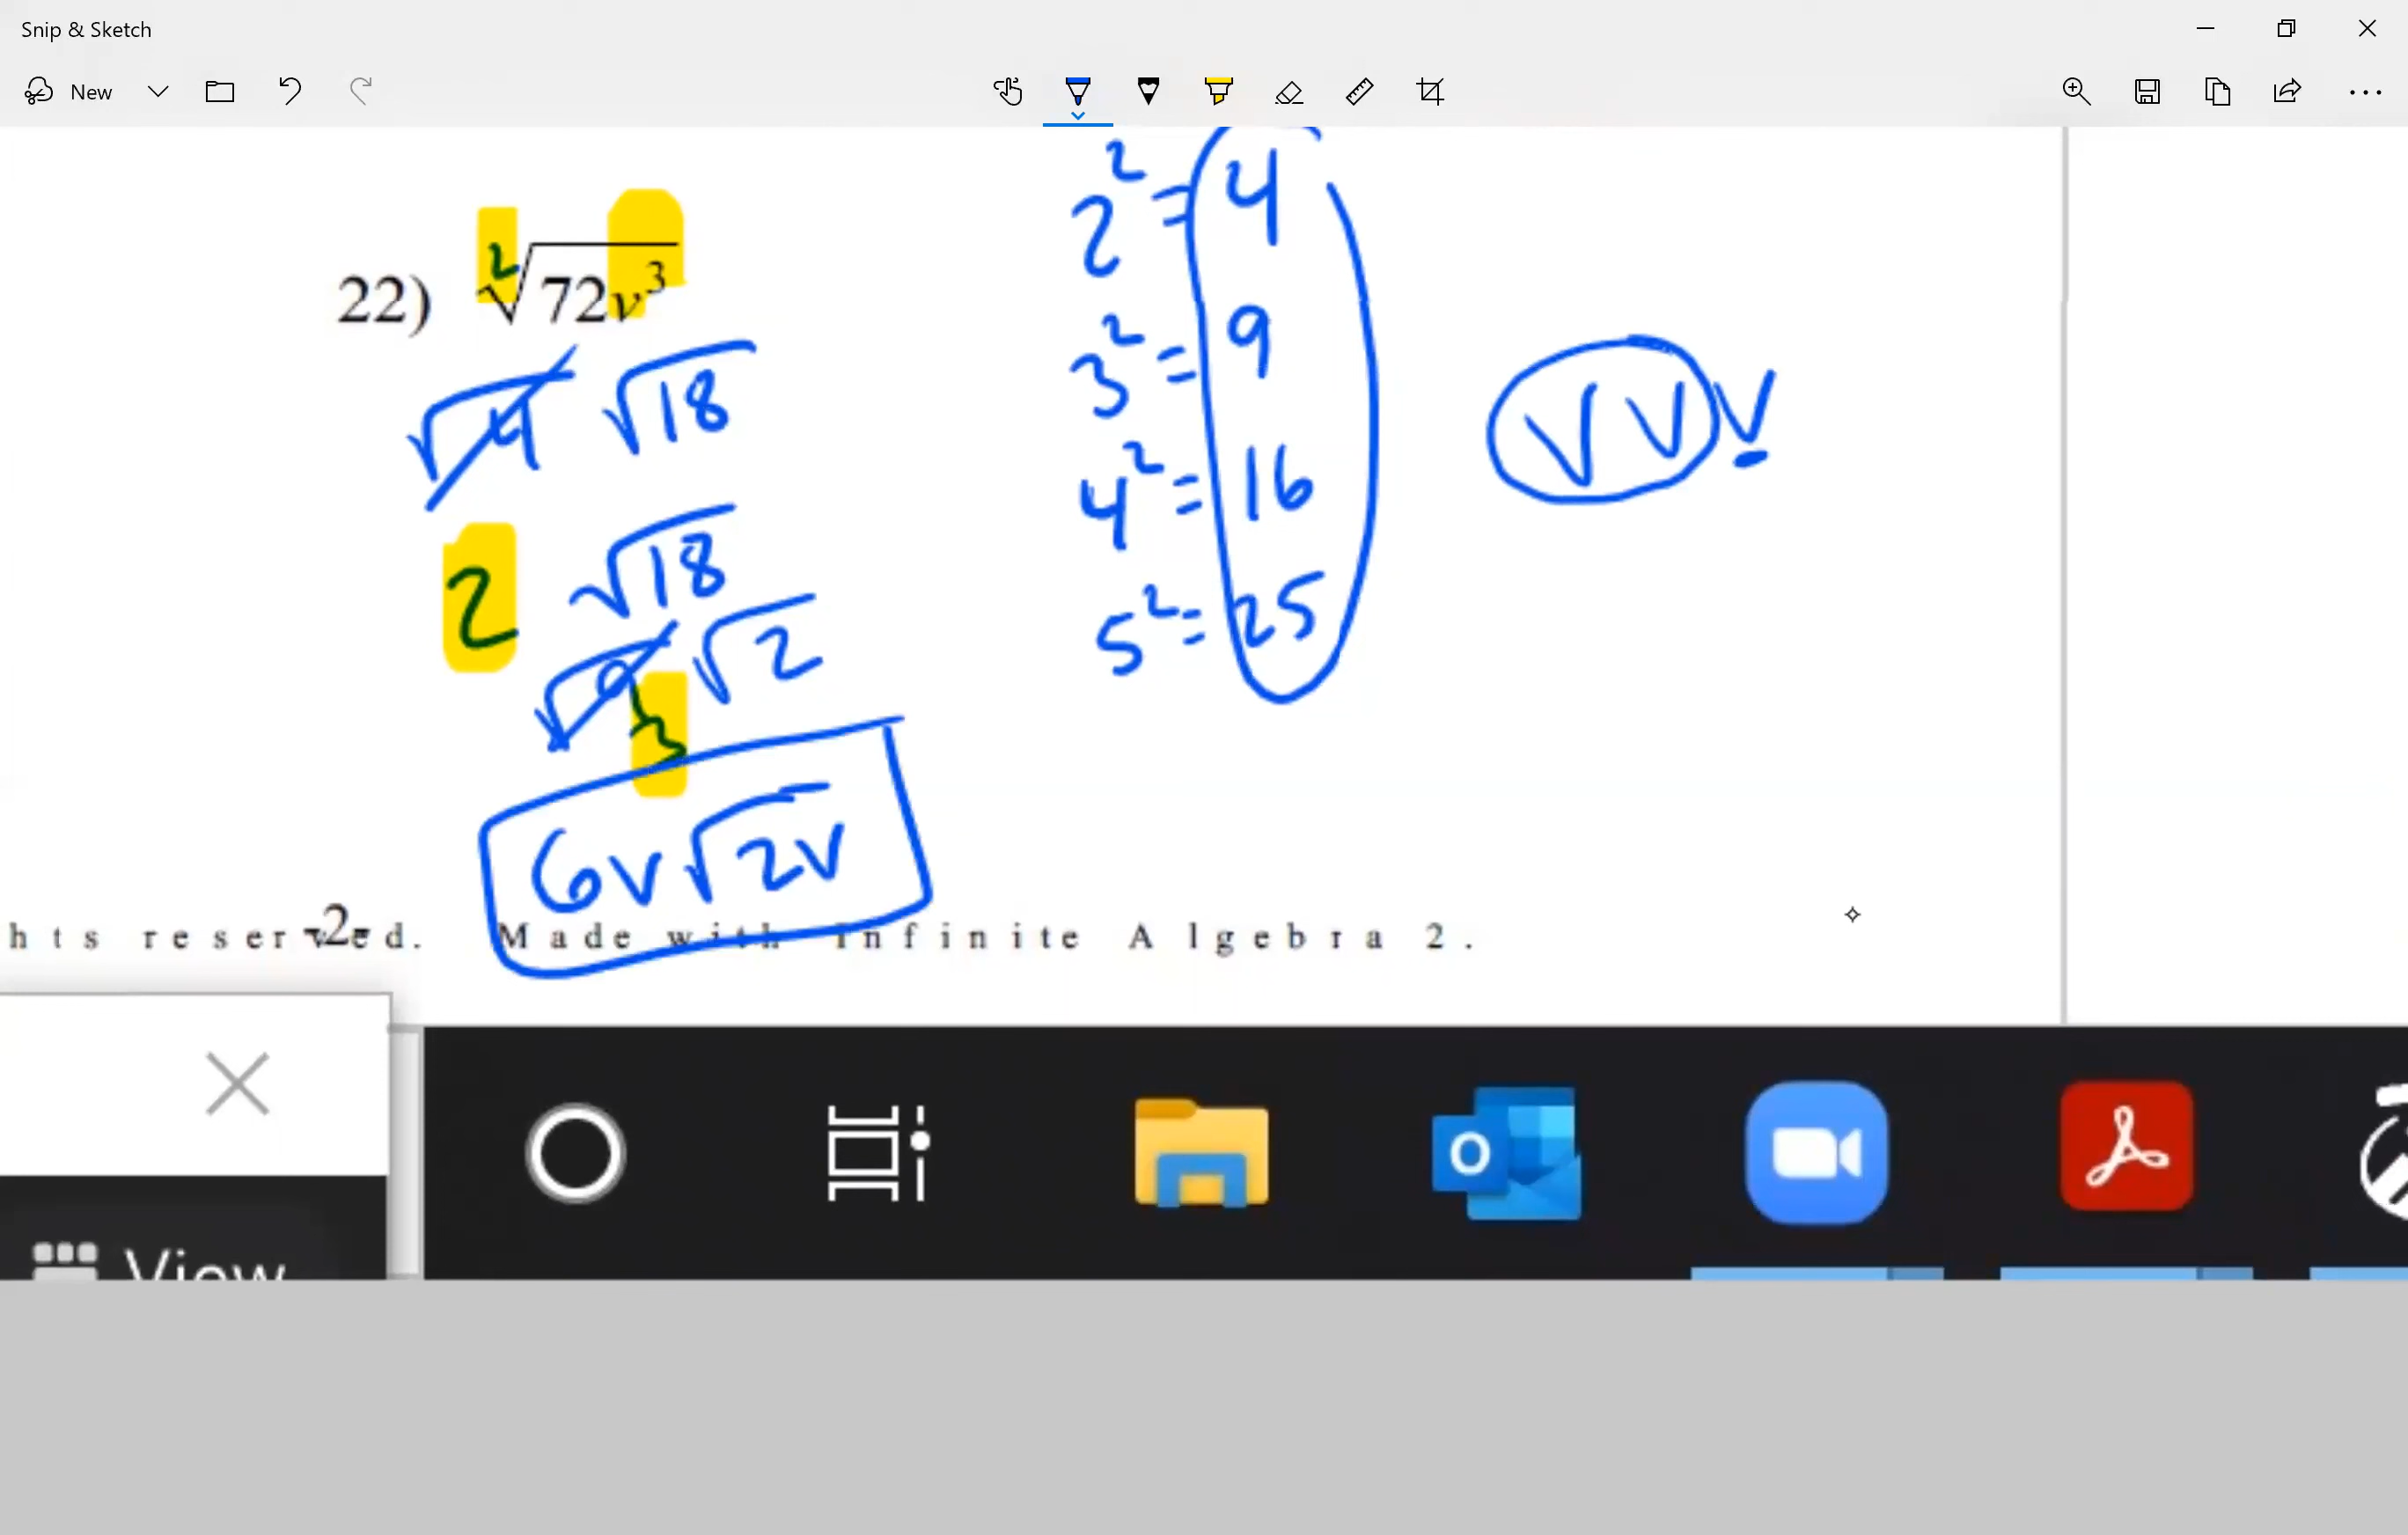 Snip & Sketch
New
22) 2√72v³
√4 √18
2 √18
√9 √2
3
6v√2v
2² = 4
3² = 9
4² = 16
5² = 25
V V V
-2-
hts reserved. Made with Infinite Algebra 2.
View